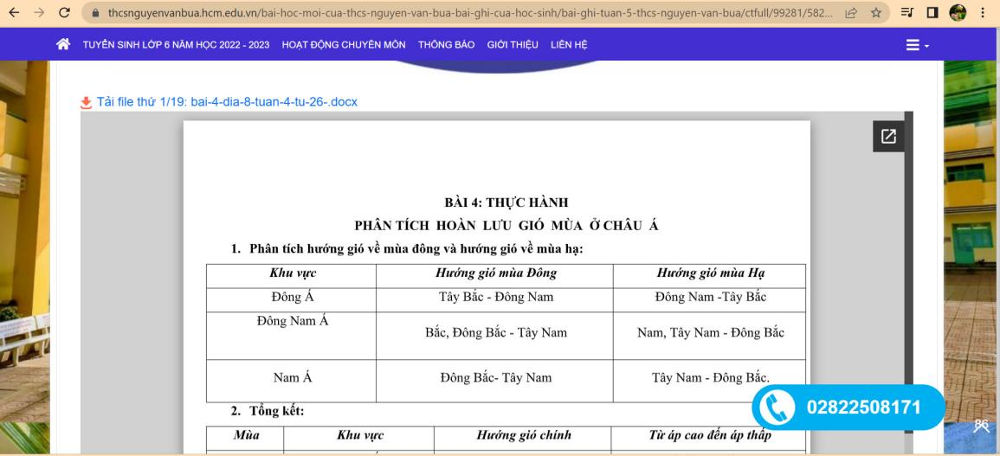 thcsnguyenvanbua.hcm.edu.vn/bai-hoc-moi-cua-thcs-nguyen-van-bua-bai-ghi-cua-hoc-sinh/bai-ghi-tuan-5-thcs-nguyen-van-bua/ctfull/99281/582...
TUYỂN SINH LỚP 6 NĂM HỌC 2022 - 2023 HOẠT ĐỘNG CHUYÊN MÔN THÔNG BÁO GIỚI THIỆU LIÊN HỆ
Tải file thứ 1/19: bai-4-dia-8-tuan-4-tu-26-.docx
BÀI 4: THỰC HÀNH
PHÂN TÍCH HOÀN LƯU GIÓ MÙA Ở CHÂU Á
1. Phân tích hướng gió về mùa đông và hướng gió về mùa hạ:
Khu vực Hướng gió mùa Đông Hướng gió mùa Hạ
Đông Á Tây Bắc - Đông Nam Đông Nam -Tây Bắc
Đông Nam Á Bắc, Đông Bắc - Tây Nam Nam, Tây Nam - Đông Bắc
Nam Á Đông Bắc- Tây Nam Tây Nam - Đông Bắc.
2. Tổng kết:
02822508171
86
Mùa Khu vực Hướng gió chính Từ áp cao đến áp thấp